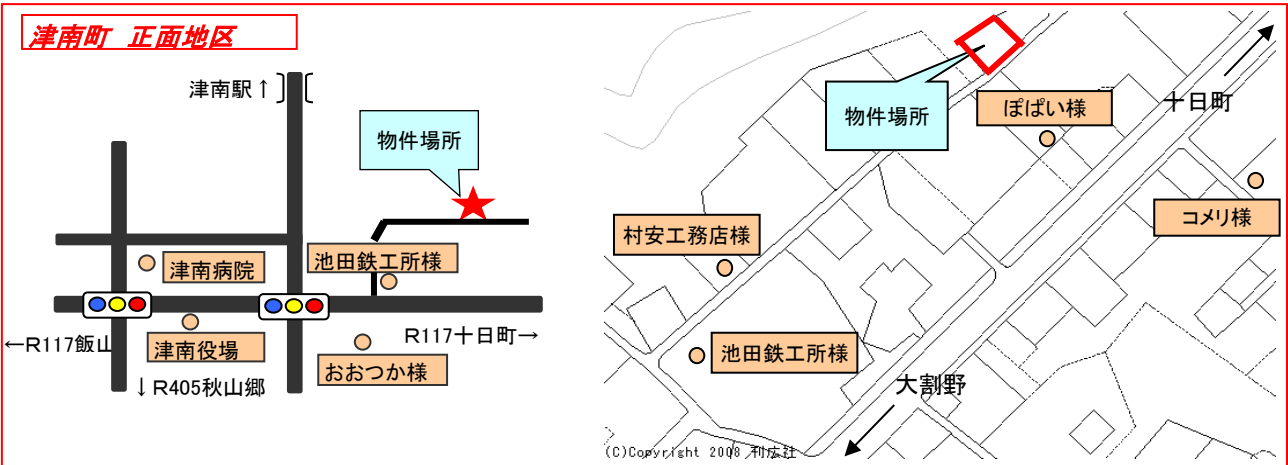 津南町 正面地区
津南駅↑
物件場所
津南病院
池田鉄工所様
←R117飯山
津南役場
R117十日町→
おおつか様
↓R405秋山郷
物件場所
ぽぱい様
十日町
コメリ様
村安工務店様
池田鉄工所様
大割野
(C)Copyright 2008 刊広社